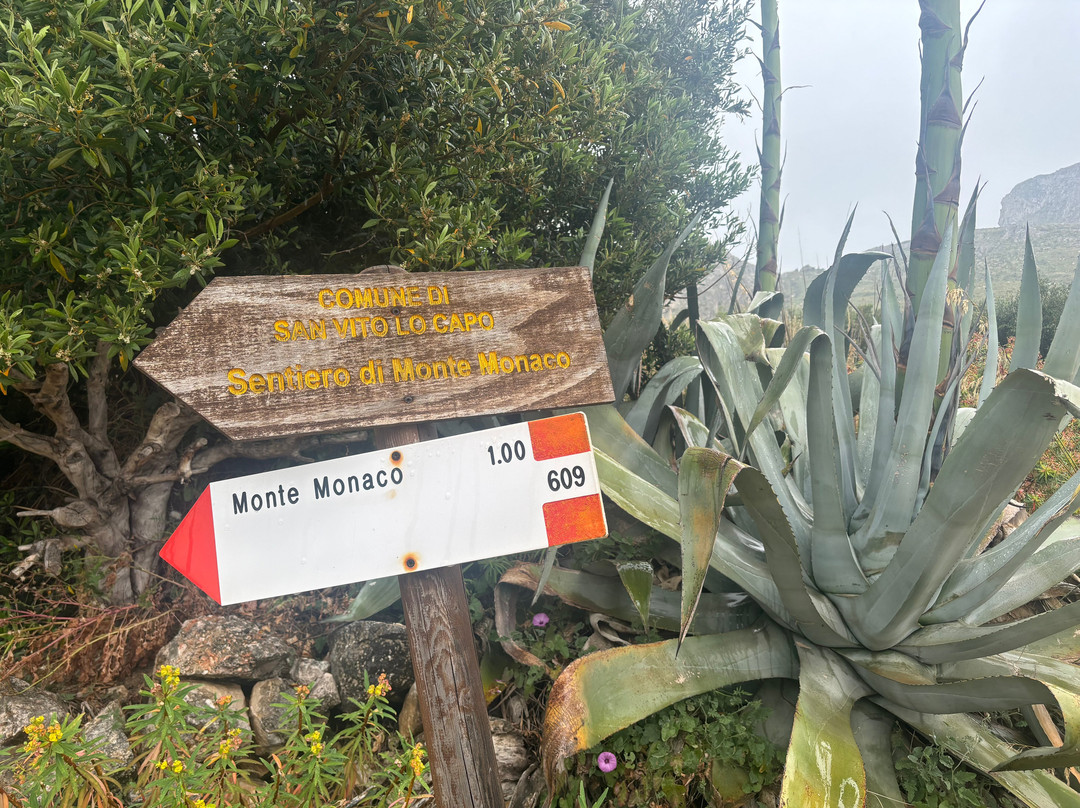 COMUNE DI
SAN VITO LO CAPO
Sentiero di Monte Monaco
Monte Monaco 1.00
609